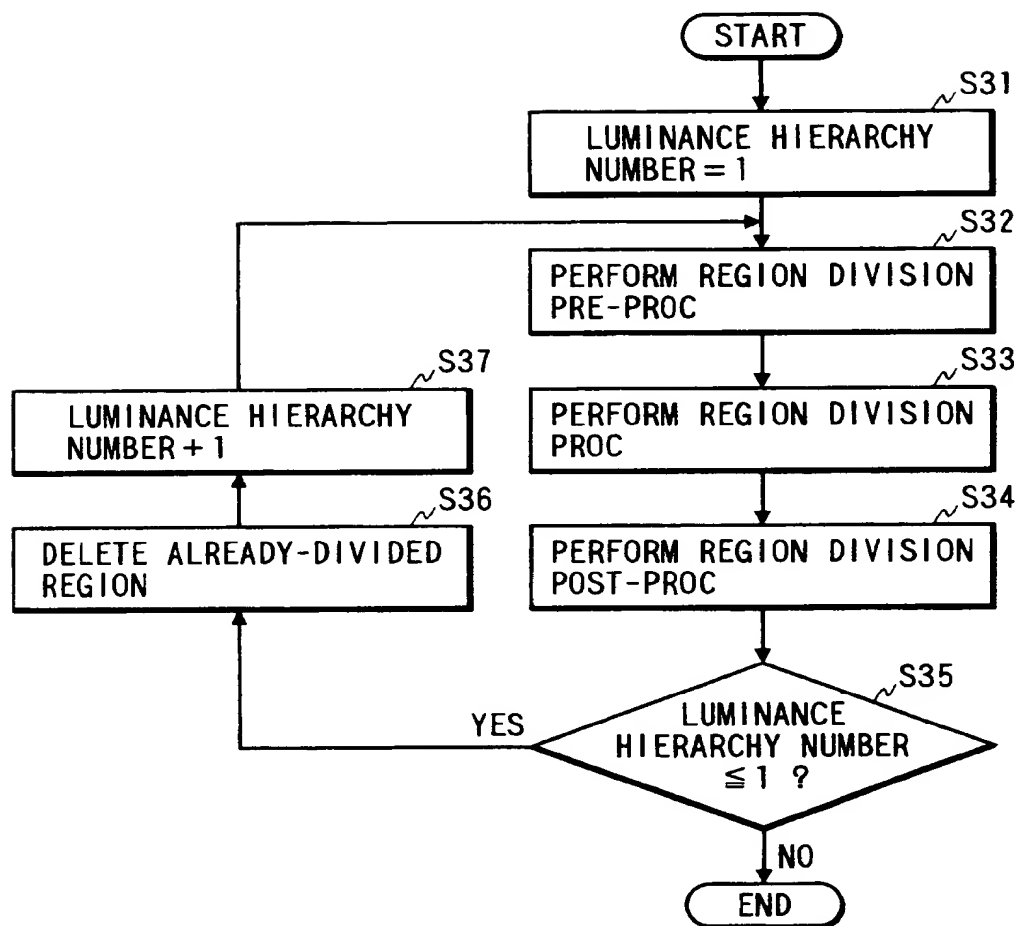 START
S31
LUMINANCE HIERARCHY
NUMBER=1
S32
PERFORM REGION DIVISION
PRE-PROC
S33
PERFORM REGION DIVISION
PROC
S34
PERFORM REGION DIVISION
POST-PROC
S35
LUMINANCE
HIERARCHY NUMBER
≦1 ?
YES
NO
S36
DELETE ALREADY-DIVIDED
REGION
S37
LUMINANCE HIERARCHY
NUMBER+1
END